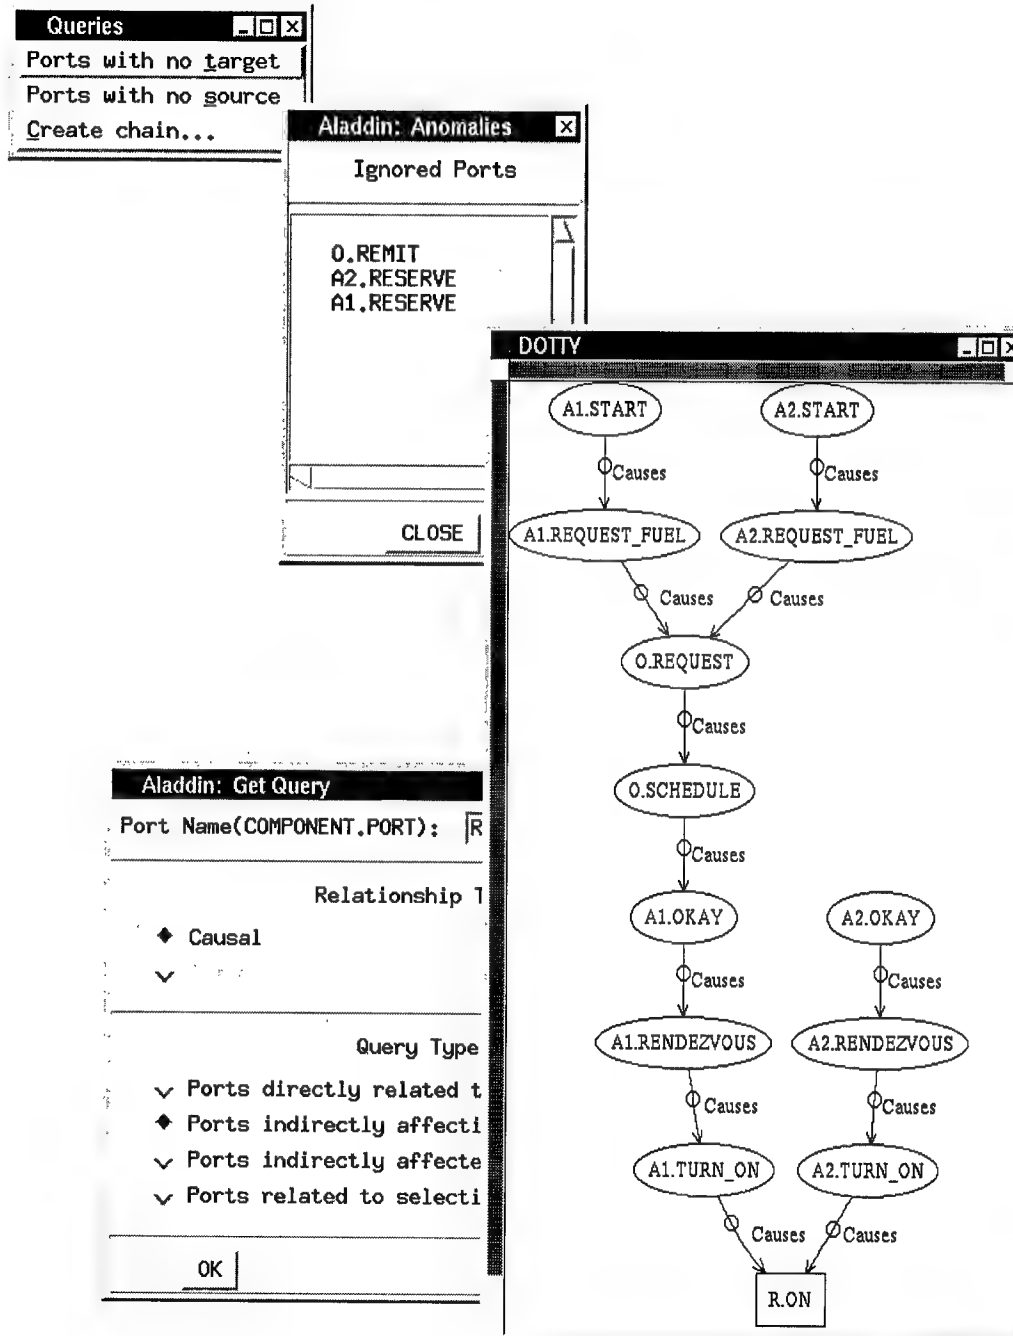 Queries
Ports with no target
Ports with no source
Create chain...
Aladdin: Anomalies
Ignored Ports
O.REMIT
A2.RESERVE
A1.RESERVE
CLOSE
DOTTY
A1.START
A2.START
Causes
Causes
A1.REQUEST_FUEL
A2.REQUEST_FUEL
Causes
Causes
O.REQUEST
Causes
O.SCHEDULE
Causes
A1.OKAY
A2.OKAY
Causes
Causes
A1.RENDEZVOUS
A2.RENDEZVOUS
Causes
Causes
A1.TURN_ON
A2.TURN_ON
Causes
Causes
R.ON
Aladdin: Get Query
Port Name(COMPONENT.PORT): R
Relationship T
Causal
Query Type
Ports directly related t
Ports indirectly affecti
Ports indirectly affecte
Ports related to selecti
OK